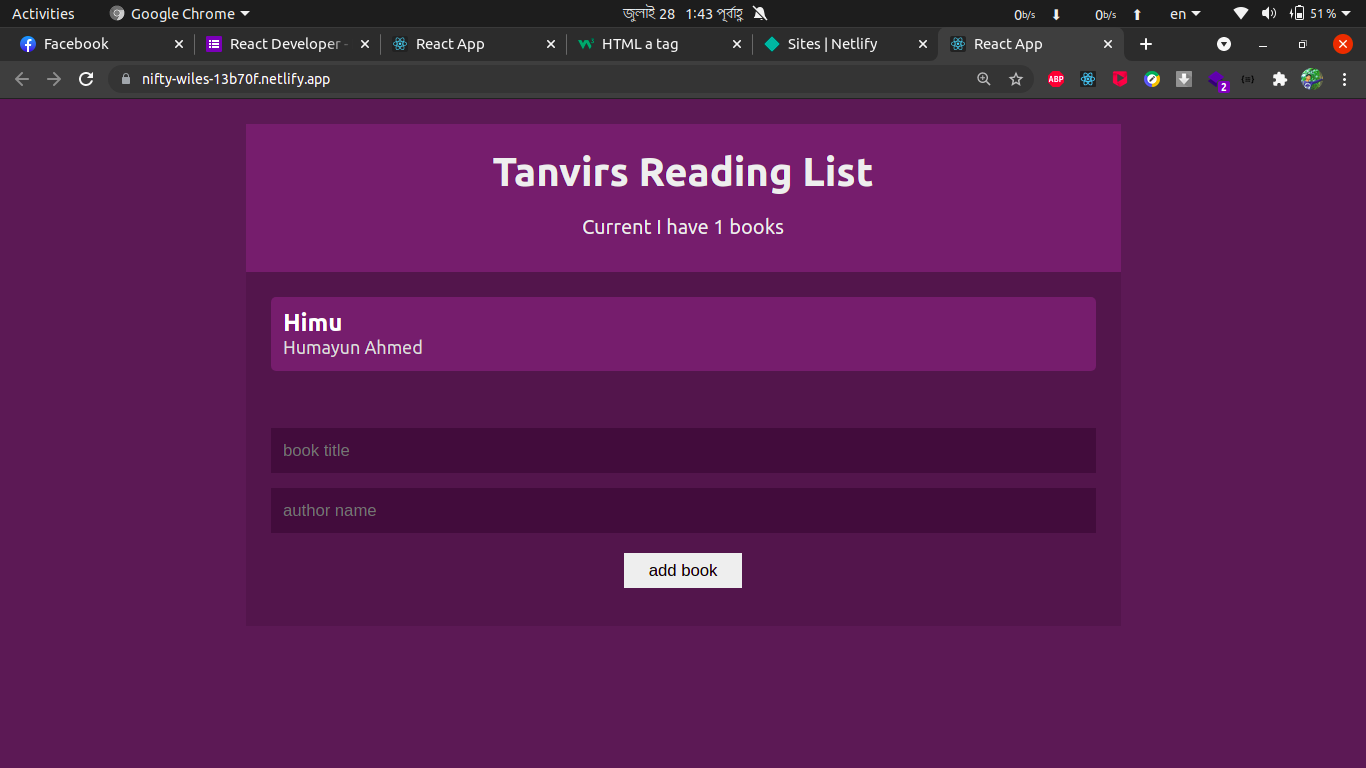 Activities Google Chrome জুলাই 28 1:43 পূর্বাহ্ণ 0b/s 0b/s en 51 %
Facebook React Developer - React App HTML a tag Sites | Netlify React App
nifty-wiles-13b70f.netlify.app ABP 2
Tanvirs Reading List
Current I have 1 books
Himu
Humayun Ahmed
book title
author name
add book